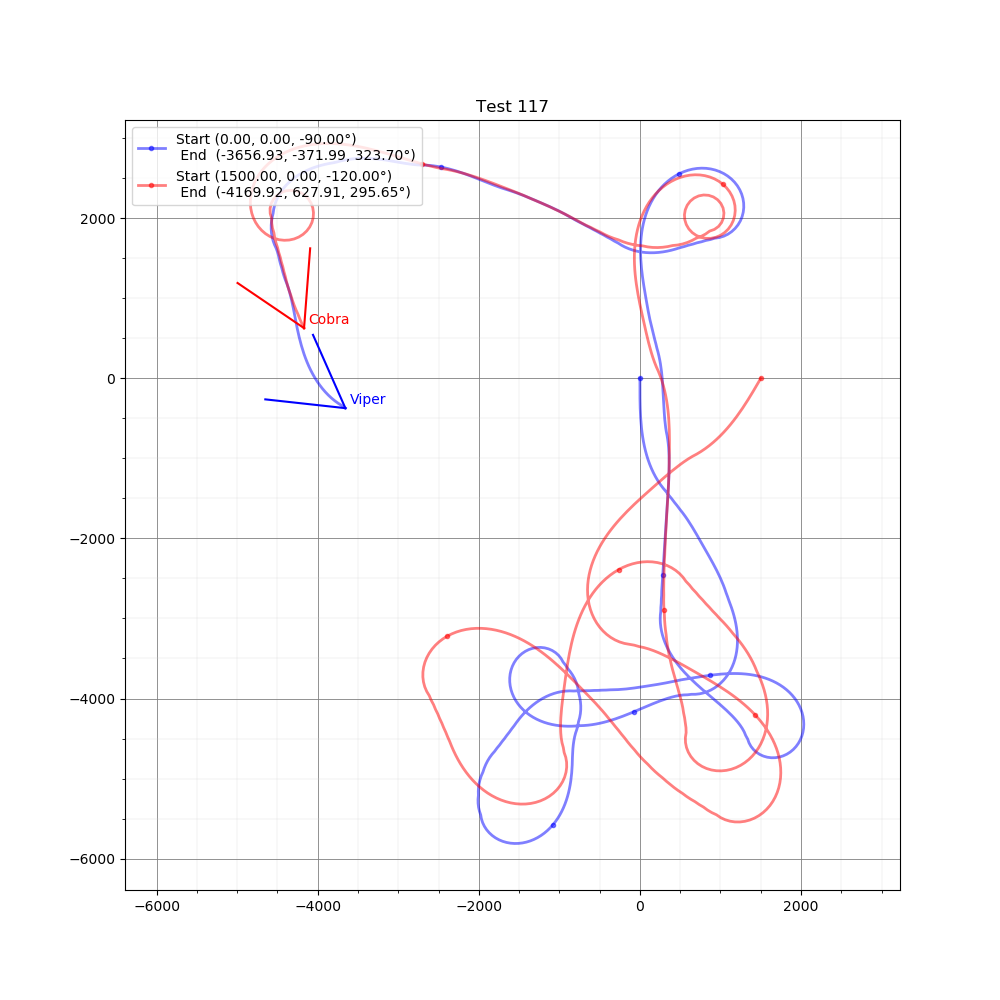 Test 117
Start (0.00, 0.00, -90.00°)
End  (-3656.93, -371.99, 323.70°)
Start (1500.00, 0.00, -120.00°)
End  (-4169.92, 627.91, 295.65°)
2000
Cobra
Viper
0
−2000
−4000
−6000
−6000
−4000
−2000
0
2000